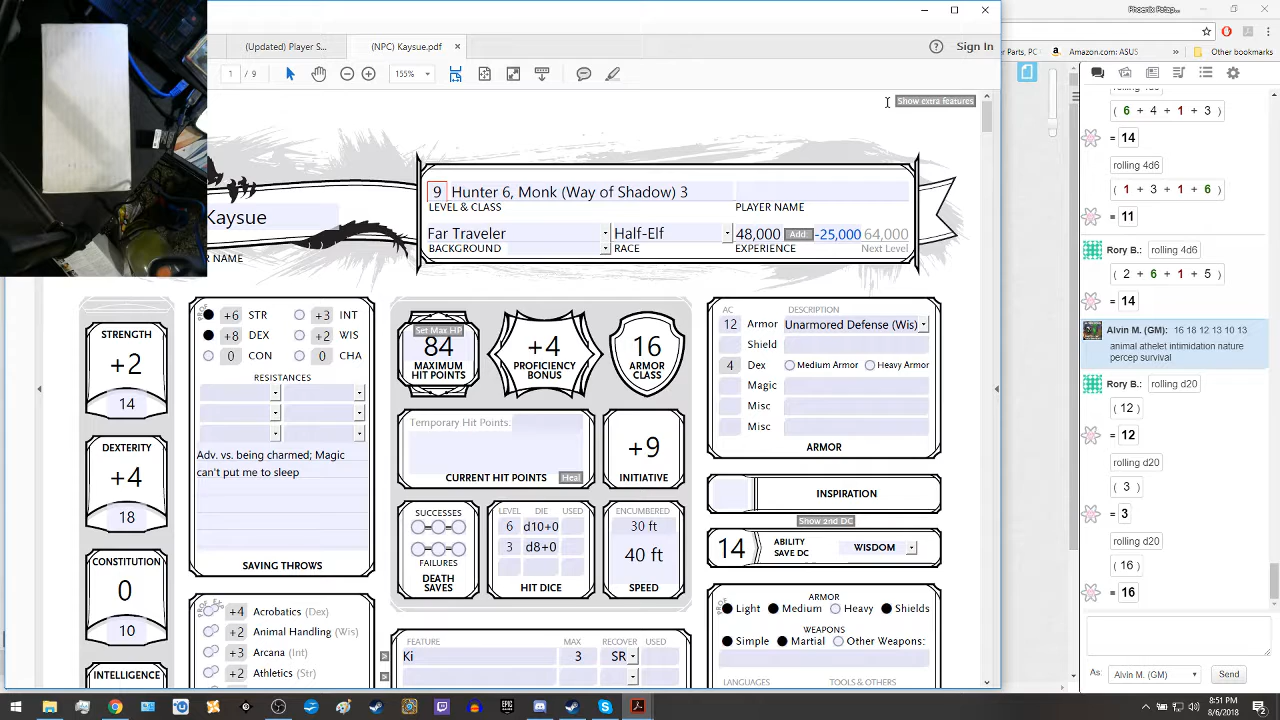 (Updated) Paper S...
(NPC) Kaysue.pdf
Sign In
1 / 9
155%
Show extra features
9 Hunter 6, Monk (Way of Shadow) 3
LEVEL & CLASS
PLAYER NAME
Kaysue
Far Traveler
Half-Elf
48,000 Add: -25,000 64,000
BACKGROUND
RACE
EXPERIENCE
Next Level
STRENGTH
+2
14
DEXTERITY
+4
18
CONSTITUTION
0
10
INTELLIGENCE
PROF
+6 STR
+3 INT
+8 DEX
+2 WIS
0 CON
0 CHA
RESISTANCES
Adv. vs. being charmed; Magic
can't put me to sleep
SAVING THROWS
+4 Acrobatics (Dex)
+2 Animal Handling (Wis)
+3 Arcana (Int)
+2 Athletics (Str)
Set Max HP
84
MAXIMUM
HIT POINTS
+4
PROFICIENCY
BONUS
16
ARMOR
CLASS
Temporary Hit Points:
CURRENT HIT POINTS
Heal
+9
INITIATIVE
SUCCESSES
FAILURES
DEATH
SAVES
LEVEL DIE USED
6 d10+0
3 d8+0
HIT DICE
ENCUMBERED
30 ft
40 ft
SPEED
FEATURE MAX RECOVER USED
Ki 3 SR
AC DESCRIPTION
12 Armor Unarmored Defense (Wis)
Shield
4 Dex Medium Armor Heavy Armor
Magic
Misc
Misc
ARMOR
INSPIRATION
Show 2nd DC
14 ABILITY
SAVE DC
WISDOM
ARMOR
PROF
Light Medium Heavy Shields
WEAPONS
Simple Martial Other Weapons:
LANGUAGES
TOOLS & OTHERS
er Parts, PC
Amazon.com: ASUS
Other bookmarks
( 6 + 4 + 1 + 3 )
= 14
rolling 4d6
( 1 + 3 + 1 + 6 )
= 11
Rory B.: rolling 4d6
( 2 + 6 + 1 + 5 )
= 14
Alvin M. (GM): 16 18 12 13 10 13
animal athelet intimidation nature
percep survival
Rory B.: rolling d20
( 12 )
= 12
rolling d20
( 3 )
= 3
rolling d20
( 16 )
= 16
As: Alvin M. (GM)
Send
8:51 PM
8/6/2019